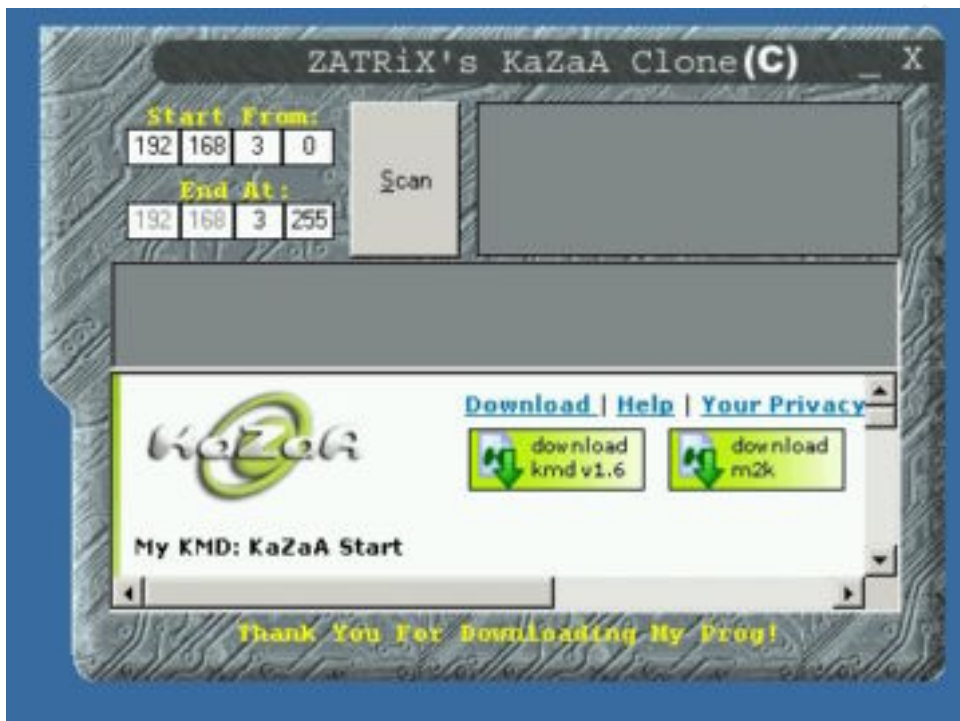 ZATRiX's KaZaA Clone(C) _ X
Start From:
192 168 3 0
End At:
192 168 3 255
Scan
KaZaA
Download | Help | Your Privacy
download kmd v1.6
download m2k
My KMD: KaZaA Start
Thank You For Downloading My Prog!